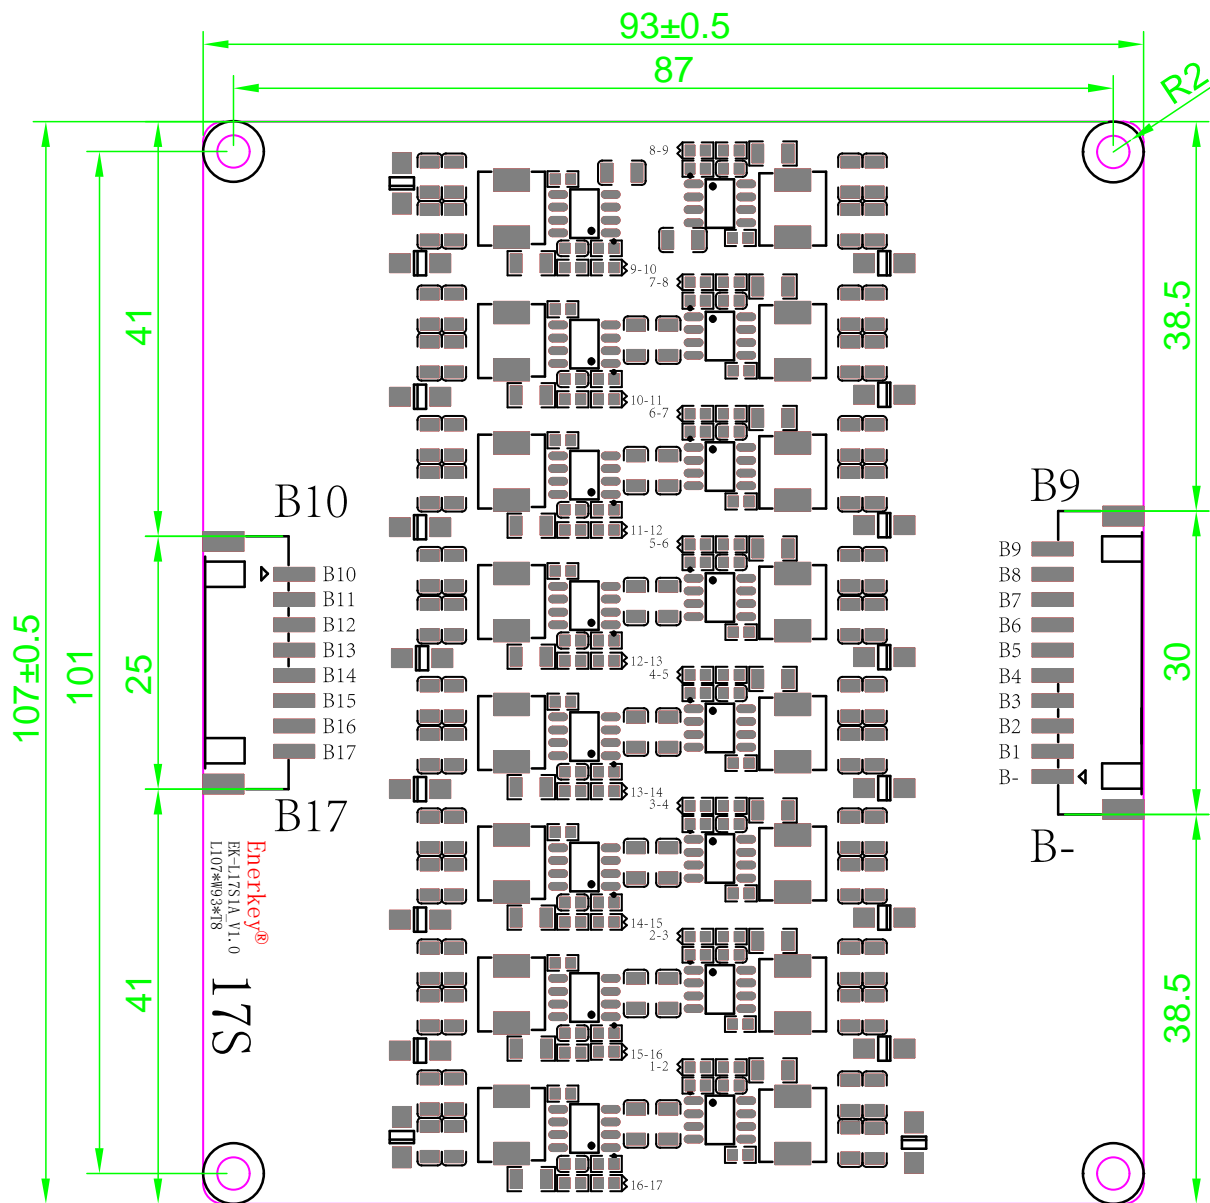 93±0.5
87
R2
8-9
9-10
7-8
41
38.5
10-11
6-7
B10
B9
11-12
5-6
B9
B10
B8
B11
B7
B12
B6
107±0.5
101
25
B13
B5
30
12-13
4-5
B14
B4
B15
B3
B16
B2
B17
B1
B-
13-14
3-4
B17
B-
Enerkey®
EK-L17S1A_V1.0
L107*W93*T8
17S
14-15
2-3
41
38.5
15-16
1-2
16-17